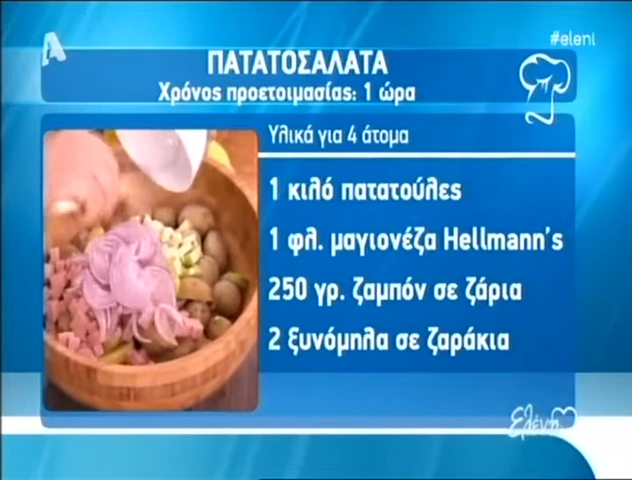 #eleni
ΠΑΤΑΤΟΣΑΛΑΤΑ
Χρόνος προετοιμασίας: 1 ώρα
Υλικά για 4 άτομα
1 κιλό πατατούλες
1 φλ. μαγιονέζα Hellmann's
250 γρ. ζαμπόν σε ζάρια
2 ξυνόμηλα σε ζαράκια
Ελένη